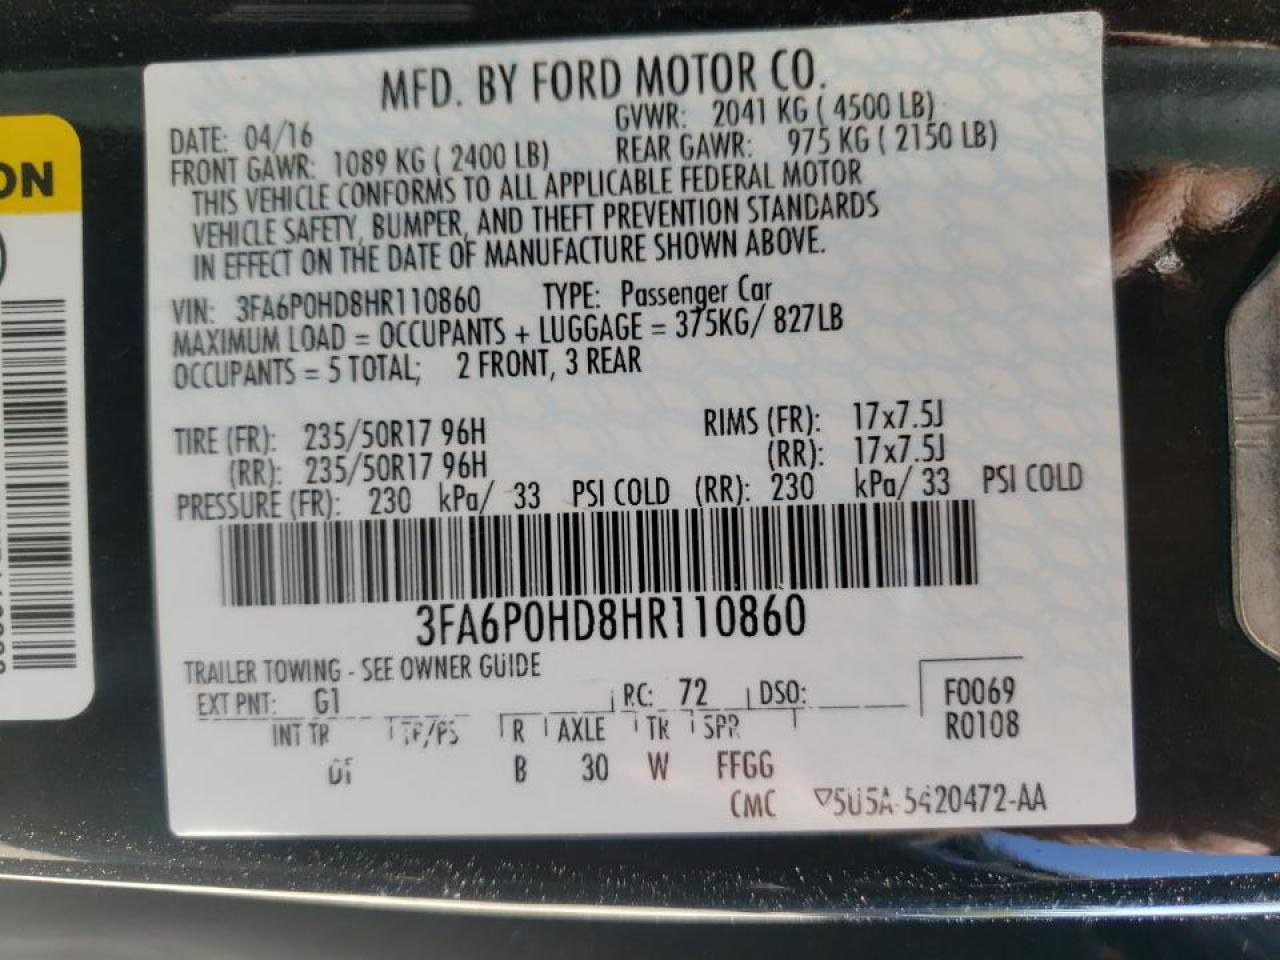 MFD. BY FORD MOTOR CO.
DATE: 04/16 GVWR: 2041 KG ( 4500 LB)
FRONT GAWR: 1089 KG ( 2400 LB) REAR GAWR: 975 KG ( 2150 LB)
THIS VEHICLE CONFORMS TO ALL APPLICABLE FEDERAL MOTOR
VEHICLE SAFETY, BUMPER, AND THEFT PREVENTION STANDARDS
IN EFFECT ON THE DATE OF MANUFACTURE SHOWN ABOVE.
VIN: 3FA6P0HD8HR110860 TYPE: Passenger Car
MAXIMUM LOAD = OCCUPANTS + LUGGAGE = 375KG/ 827LB
OCCUPANTS = 5 TOTAL; 2 FRONT, 3 REAR
TIRE (FR): 235/50R17 96H RIMS (FR): 17x7.5J
(RR): 235/50R17 96H (RR): 17x7.5J
PRESSURE (FR): 230 kPa/ 33 PSI COLD (RR): 230 kPa/ 33 PSI COLD
3FA6P0HD8HR110860
TRAILER TOWING - SEE OWNER GUIDE
EXT PNT: G1 RC: 72 DSO: F0069
INT TR TP/PS R AXLE TR SPR R0108
B 30 W FFGG
CMC ▽5U5A-5420472-AA
ON